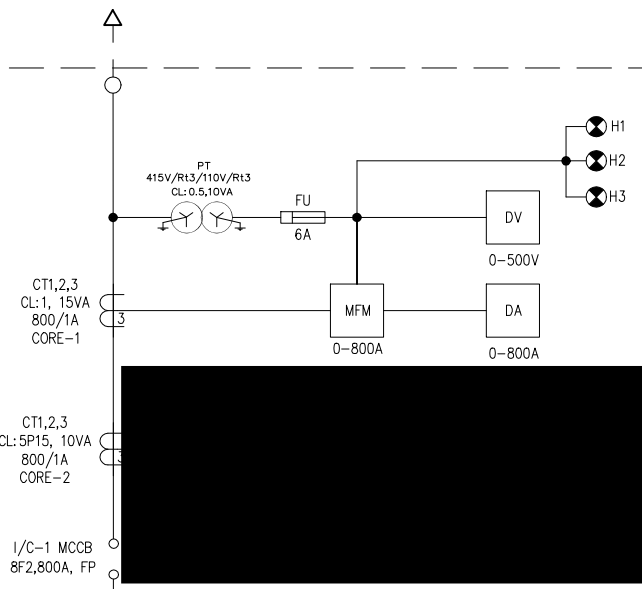 H1
H2
H3
PT
415V/Rt3/110V/Rt3
CL: 0.5,10VA
FU
6A
DV
0-500V
CT1,2,3
CL:1, 15VA
800/1A
CORE-1
3
MFM
0-800A
DA
0-800A
CT1,2,3
CL:5P15, 10VA
800/1A
CORE-2
I/C-1 MCCB
8F2,800A, FP